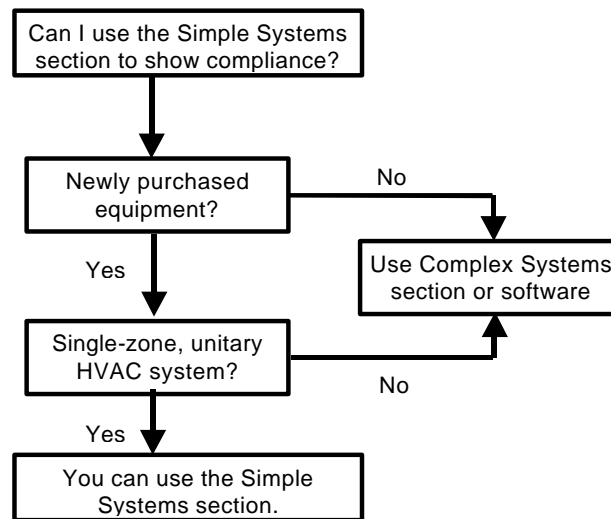 Can I use the Simple Systems
section to show compliance?
Newly purchased
equipment?
No
Yes
Use Complex Systems
section or software
Single-zone, unitary
HVAC system?
No
Yes
You can use the Simple
Systems section.